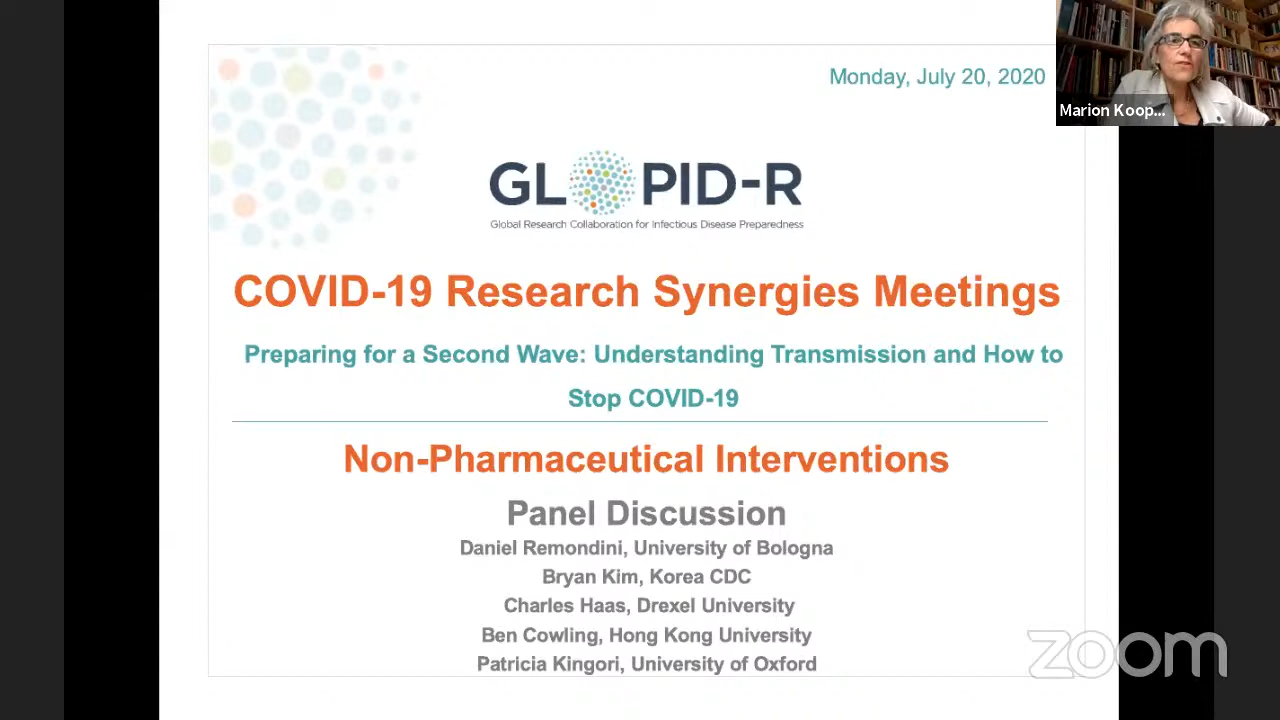 Monday, July 20, 2020
Marion Koop...
GLOPID-R
Global Research Collaboration for Infectious Disease Preparedness
COVID-19 Research Synergies Meetings
Preparing for a Second Wave: Understanding Transmission and How to
Stop COVID-19
Non-Pharmaceutical Interventions
Panel Discussion
Daniel Remondini, University of Bologna
Bryan Kim, Korea CDC
Charles Haas, Drexel University
Ben Cowling, Hong Kong University
Patricia Kingori, University of Oxford
zoom